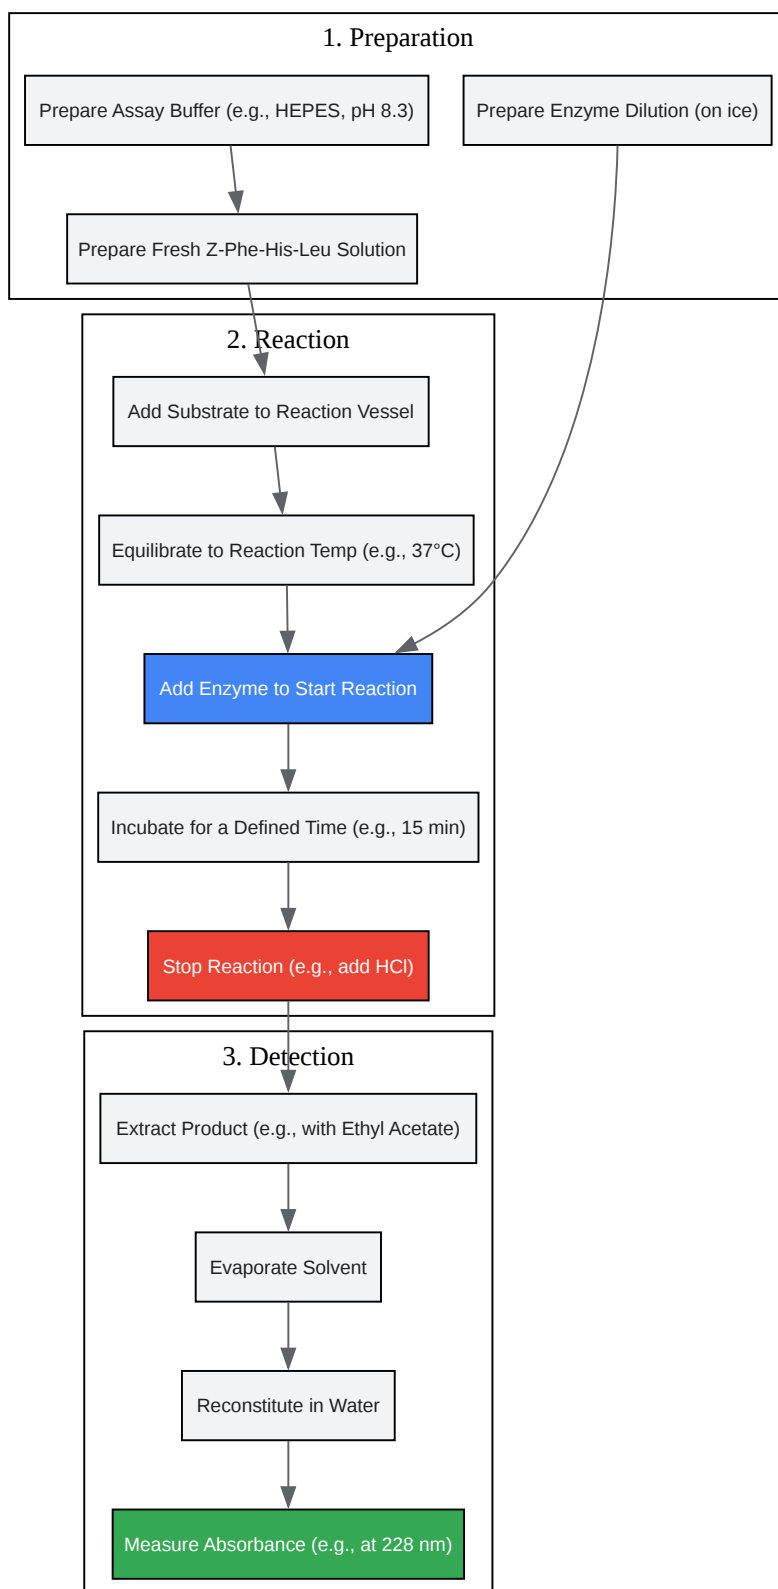 1. Preparation
Prepare Assay Buffer (e.g., HEPES, pH 8.3)
Prepare Enzyme Dilution (on ice)
Prepare Fresh Z-Phe-His-Leu Solution
2. Reaction
Add Substrate to Reaction Vessel
Equilibrate to Reaction Temp (e.g., 37°C)
Add Enzyme to Start Reaction
Incubate for a Defined Time (e.g., 15 min)
Stop Reaction (e.g., add HCl)
3. Detection
Extract Product (e.g., with Ethyl Acetate)
Evaporate Solvent
Reconstitute in Water
Measure Absorbance (e.g., at 228 nm)